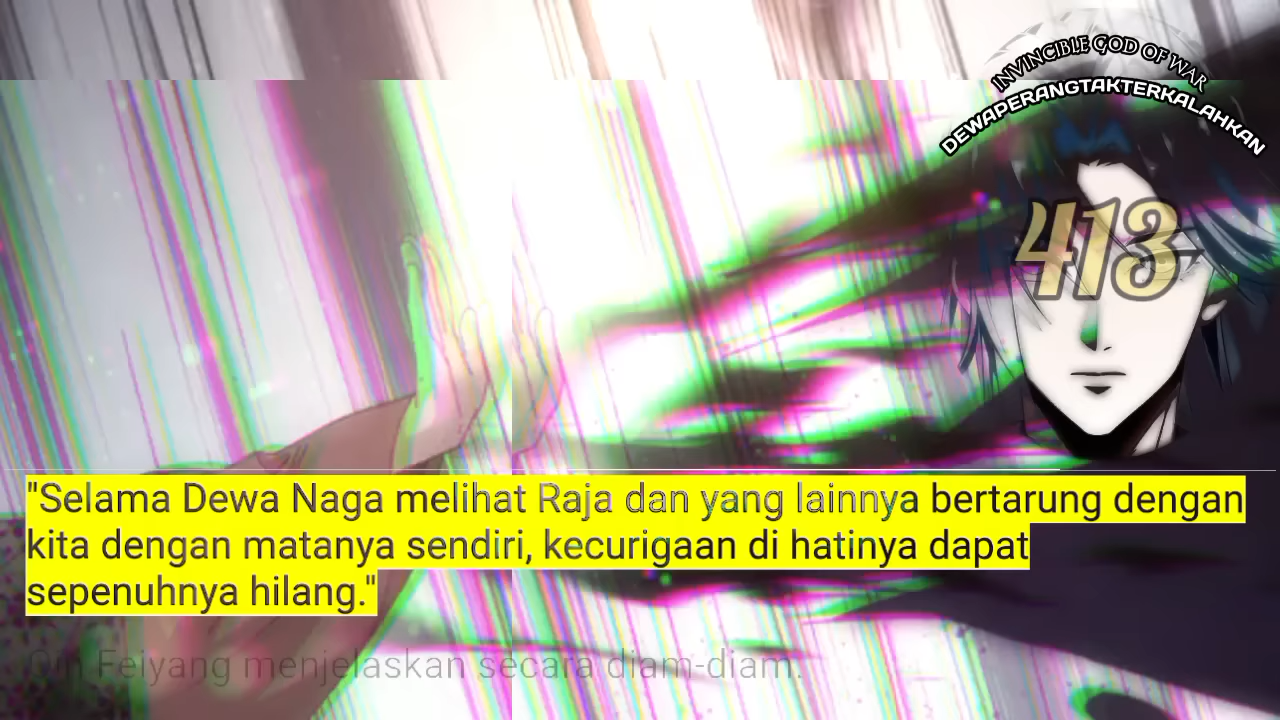 INVINCIBLE GOD OF WAR
DEWAPERANGTAKTERKALAHKAN
413
"Selama Dewa Naga melihat Raja dan yang lainnya bertarung dengan
kita dengan matanya sendiri, kecurigaan di hatinya dapat
sepenuhnya hilang."
Qin Feiyang menjelaskan secara diam-diam.